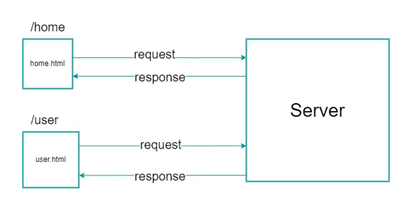 /home
home.html
request
response
/user
user.html
request
response
Server